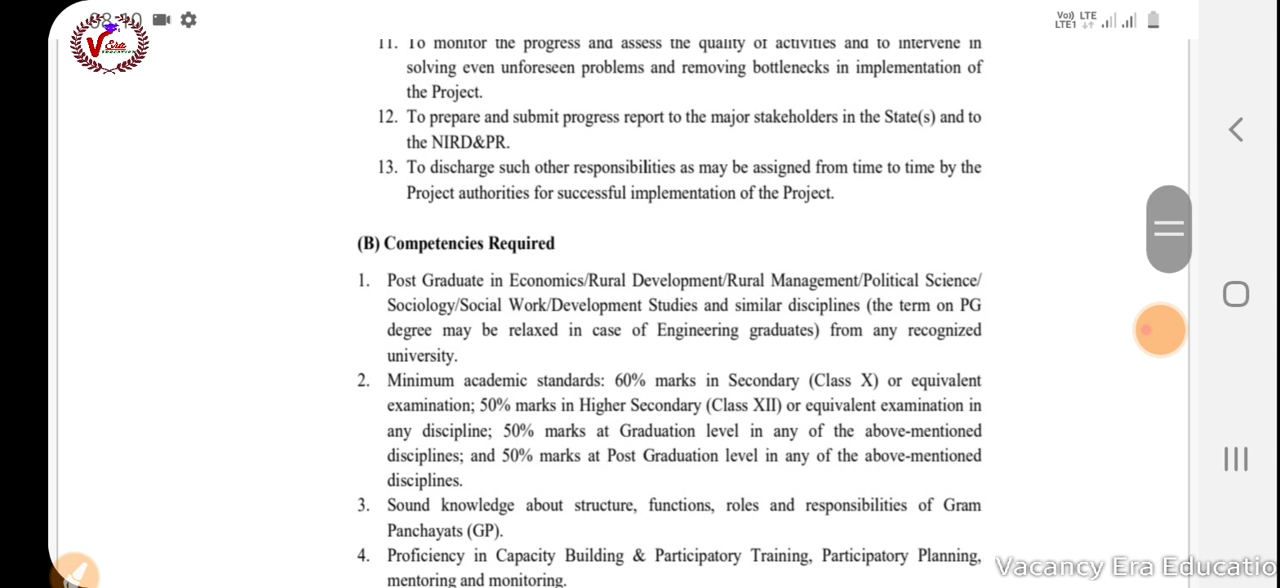 Vo)) LTE
LTE1
V Era
11. To monitor the progress and assess the quality of activities and to intervene in
solving even unforeseen problems and removing bottlenecks in implementation of
the Project.
12. To prepare and submit progress report to the major stakeholders in the State(s) and to
the NIRD&PR.
13. To discharge such other responsibilities as may be assigned from time to time by the
Project authorities for successful implementation of the Project.
(B) Competencies Required
1. Post Graduate in Economics/Rural Development/Rural Management/Political Science/
Sociology/Social Work/Development Studies and similar disciplines (the term on PG
degree may be relaxed in case of Engineering graduates) from any recognized
university.
2. Minimum academic standards: 60% marks in Secondary (Class X) or equivalent
examination; 50% marks in Higher Secondary (Class XII) or equivalent examination in
any discipline; 50% marks at Graduation level in any of the above-mentioned
disciplines; and 50% marks at Post Graduation level in any of the above-mentioned
disciplines.
3. Sound knowledge about structure, functions, roles and responsibilities of Gram
Panchayats (GP).
4. Proficiency in Capacity Building & Participatory Training, Participatory Planning,
mentoring and monitoring.
Vacancy Era Educatio